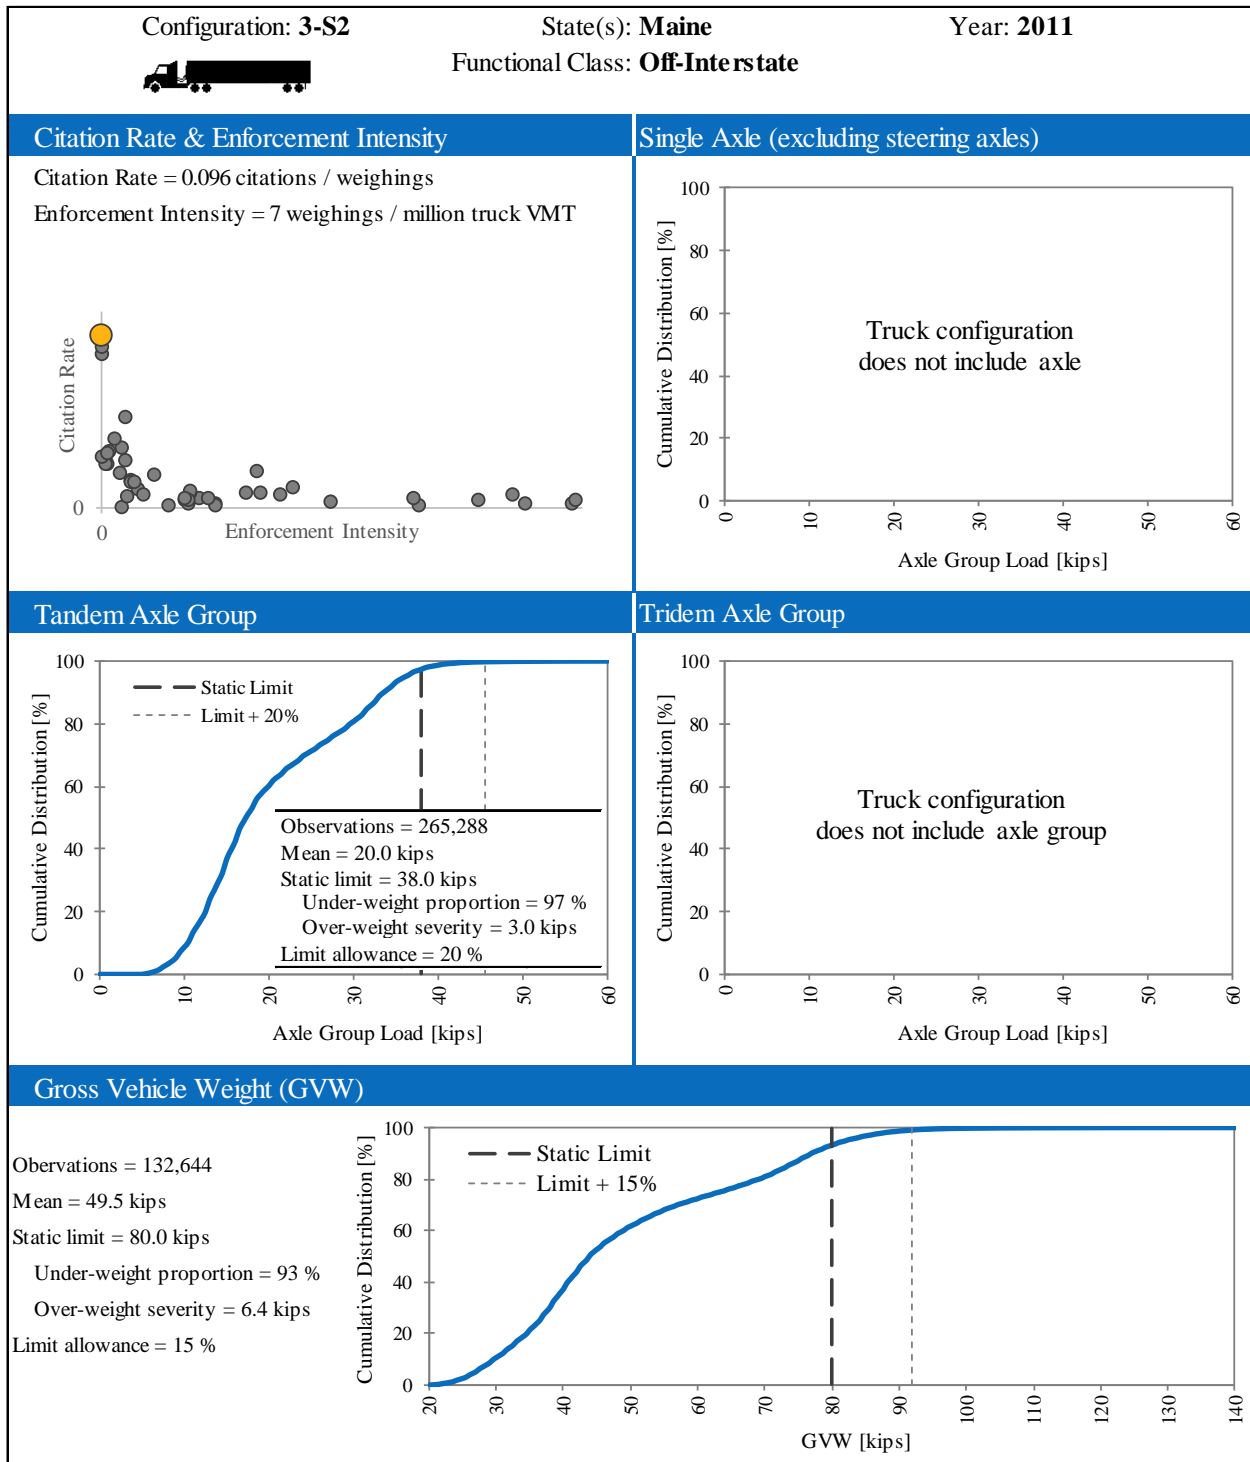 Configuration: 3-S2 State(s): Maine Year: 2011
Functional Class: Off-Interstate
Citation Rate & Enforcement Intensity
Citation Rate = 0.096 citations / weighings
Enforcement Intensity = 7 weighings / million truck VMT
Citation Rate
0
0
Enforcement Intensity
Single Axle (excluding steering axles)
Cumulative Distribution [%]
100
80
60
40
20
0
Truck configuration
does not include axle
0 10 20 30 40 50 60
Axle Group Load [kips]
Tandem Axle Group
Cumulative Distribution [%]
100
80
60
40
20
0
Static Limit
Limit + 20%
Observations = 265,288
Mean = 20.0 kips
Static limit = 38.0 kips
Under-weight proportion = 97 %
Over-weight severity = 3.0 kips
Limit allowance = 20 %
0 10 20 30 40 50 60
Axle Group Load [kips]
Tridem Axle Group
Cumulative Distribution [%]
100
80
60
40
20
0
Truck configuration
does not include axle group
0 10 20 30 40 50 60
Axle Group Load [kips]
Gross Vehicle Weight (GVW)
Obervations = 132,644
Mean = 49.5 kips
Static limit = 80.0 kips
Under-weight proportion = 93 %
Over-weight severity = 6.4 kips
Limit allowance = 15 %
Cumulative Distribution [%]
100
80
60
40
20
0
Static Limit
Limit + 15%
20 30 40 50 60 70 80 90 100 110 120 130 140
GVW [kips]